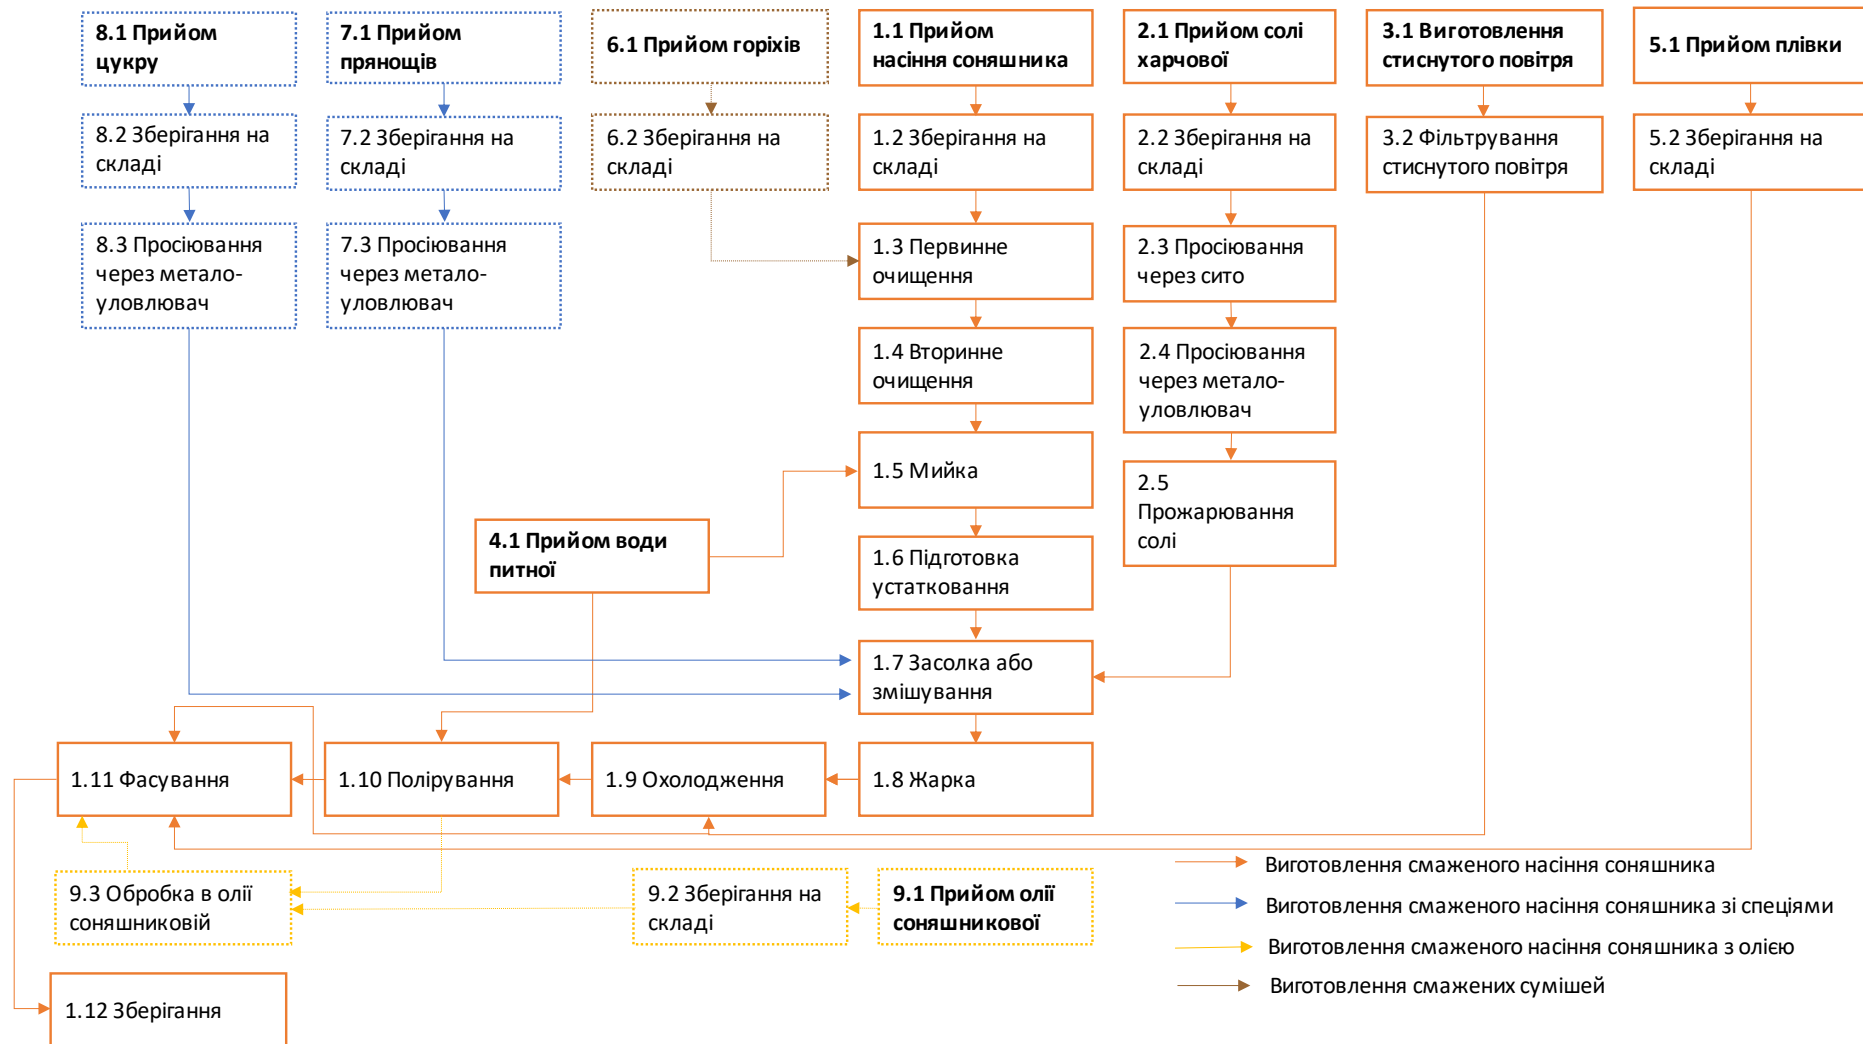 8.1 Прийом
цукру
7.1 Прийом
прянощів
6.1 Прийом горіхів
1.1 Прийом
насіння соняшника
2.1 Прийом солі
харчової
3.1 Виготовлення
стиснутого повітря
5.1 Прийом плівки
8.2 Зберігання на
складі
7.2 Зберігання на
складі
6.2 Зберігання на
складі
1.2 Зберігання на
складі
2.2 Зберігання на
складі
3.2 Фільтрування
стиснутого повітря
5.2 Зберігання на
складі
8.3 Просіювання
через метало-
уловлювач
7.3 Просіювання
через метало-
уловлювач
1.3 Первинне
очищення
2.3 Просіювання
через сито
1.4 Вторинне
очищення
2.4 Просіювання
через метало-
уловлювач
1.5 Мийка
2.5
Прожарювання
солі
4.1 Прийом води
питної
1.6 Підготовка
устатковання
1.7 Засолка або
змішування
1.11 Фасування
1.10 Полірування
1.9 Охолодження
1.8 Жарка
9.3 Обробка в олії
соняшниковій
9.2 Зберігання на
складі
9.1 Прийом олії
соняшникової
1.12 Зберігання
Виготовлення смаженого насіння соняшника
Виготовлення смаженого насіння соняшника зі спеціями
Виготовлення смаженого насіння соняшника з олією
Виготовлення смажених сумішей